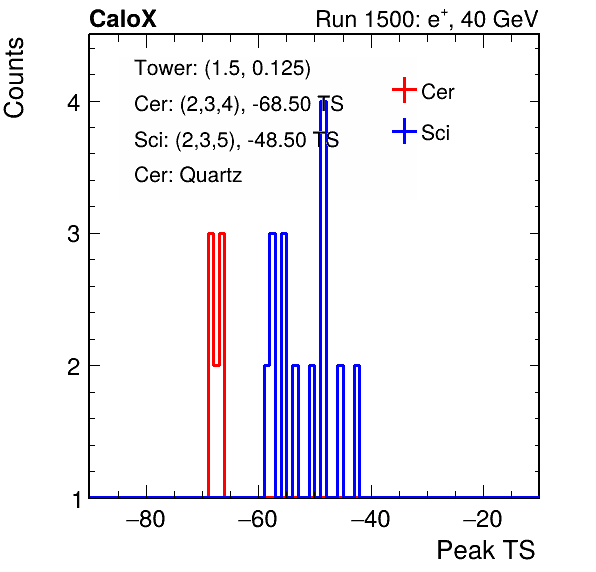 CaloX Run 1500: e⁺, 40 GeV
Counts
Tower: (1.5, 0.125)
Cer: (2,3,4), -68.50 TS
Sci: (2,3,5), -48.50 TS
Cer: Quartz
Cer
Sci
4
3
2
1
−80 −60 −40 −20
Peak TS